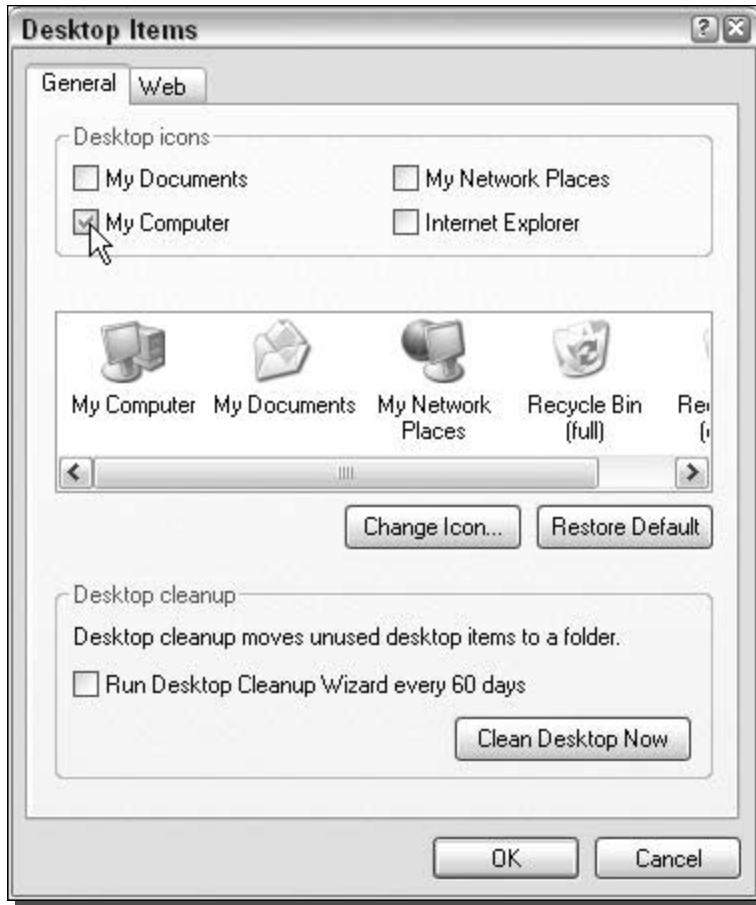 Desktop Items
General Web
Desktop icons
My Documents My Network Places
My Computer Internet Explorer
My Computer My Documents My Network Places Recycle Bin (full)
Change Icon... Restore Default
Desktop cleanup
Desktop cleanup moves unused desktop items to a folder.
Run Desktop Cleanup Wizard every 60 days
Clean Desktop Now
OK Cancel